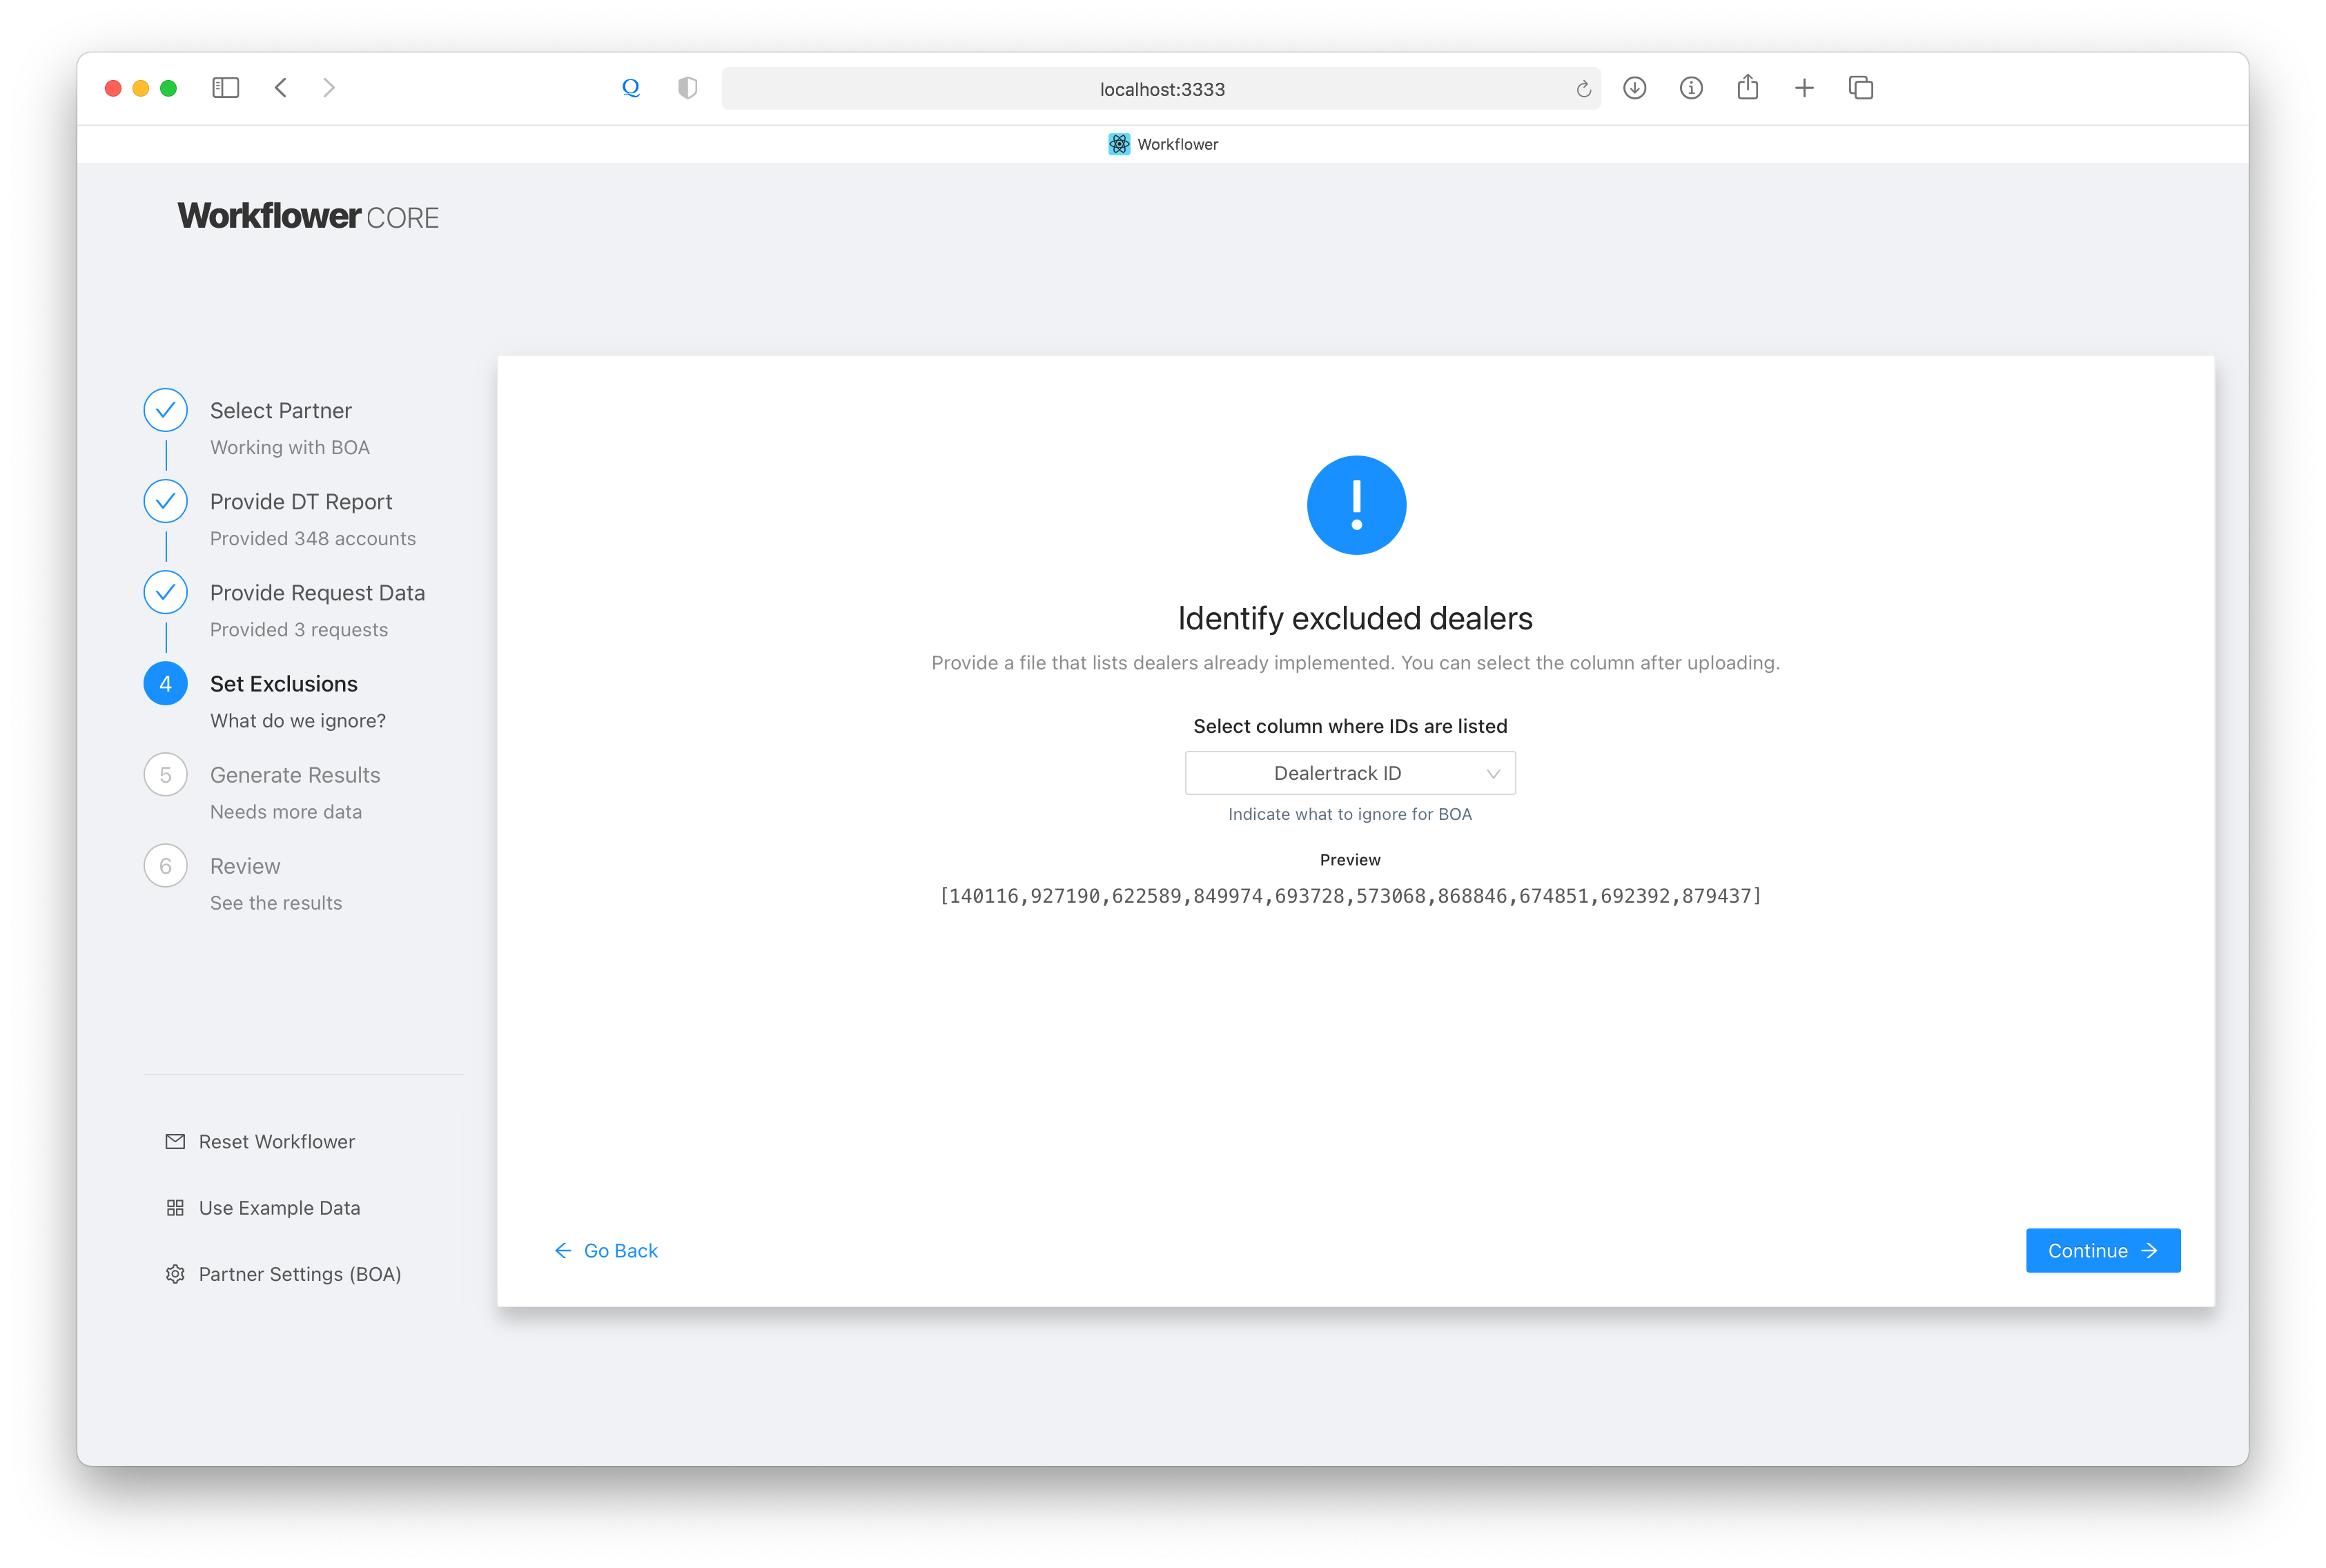 localhost:3333
Workflower
Workflower CORE
Select Partner
Working with BOA
Provide DT Report
Provided 348 accounts
Provide Request Data
Provided 3 requests
4 Set Exclusions
What do we ignore?
5 Generate Results
Needs more data
6 Review
See the results
Reset Workflower
Use Example Data
Partner Settings (BOA)
Identify excluded dealers
Provide a file that lists dealers already implemented. You can select the column after uploading.
Select column where IDs are listed
Dealertrack ID
Indicate what to ignore for BOA
Preview
[140116,927190,622589,849974,693728,573068,868846,674851,692392,879437]
Go Back
Continue